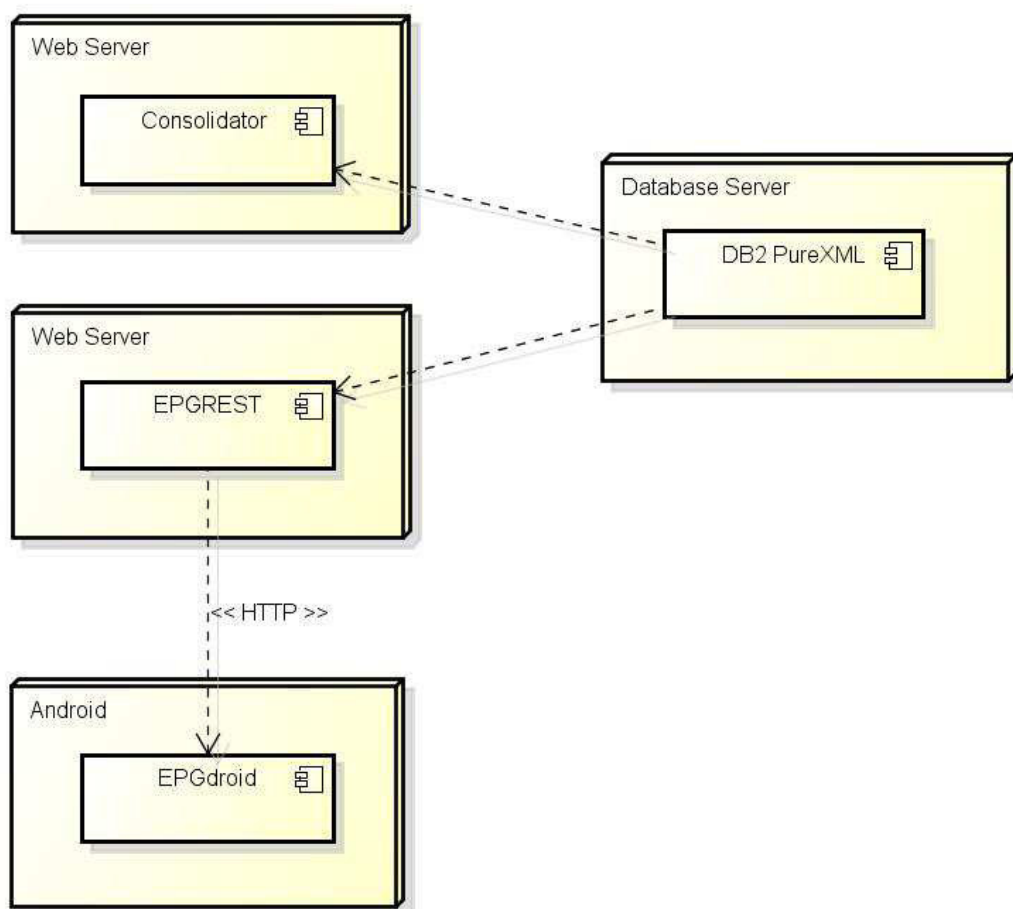 Web Server
Consolidator
Database Server
DB2 PureXML
Web Server
EPGREST
<< HTTP >>
Android
EPGdroid